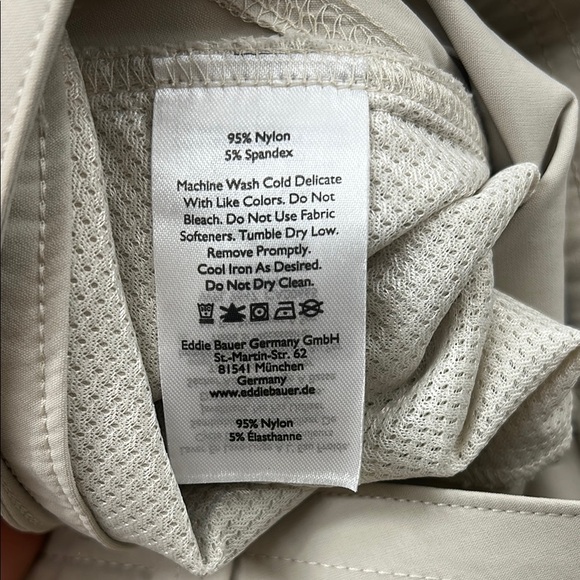 95% Nylon
5% Spandex
Machine Wash Cold Delicate
With Like Colors. Do Not
Bleach. Do Not Use Fabric
Softeners. Tumble Dry Low.
Remove Promptly.
Cool Iron As Desired.
Do Not Dry Clean.
Eddie Bauer Germany GmbH
St.-Martin-Str. 62
81541 München
Germany
www.eddiebauer.de
95% Nylon
5% Élasthanne